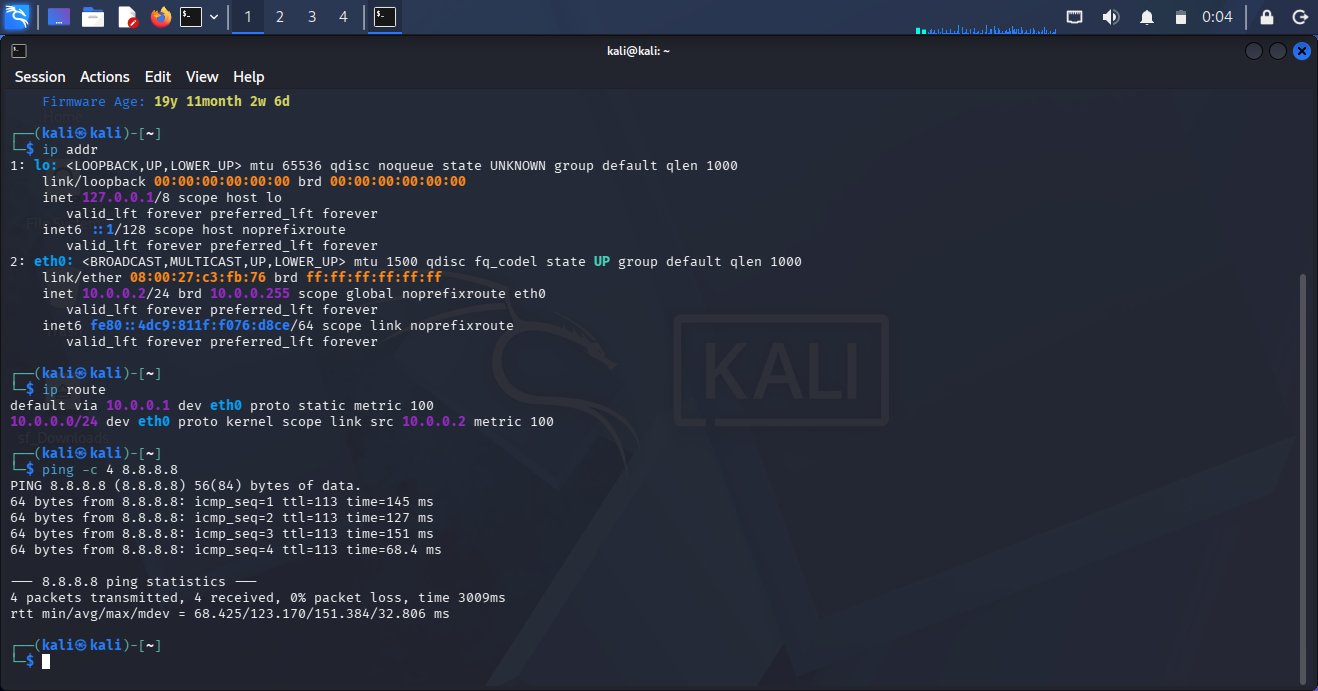 1 2 3 4 0:04
kali@kali: ~
Session Actions Edit View Help
Firmware Age: 19y 11month 2w 6d
Home
┌──(kali㉿kali)-[~]
└─$ ip addr
1: lo: <LOOPBACK,UP,LOWER_UP> mtu 65536 qdisc noqueue state UNKNOWN group default qlen 1000
link/loopback 00:00:00:00:00:00 brd 00:00:00:00:00:00
inet 127.0.0.1/8 scope host lo
valid_lft forever preferred_lft forever
inet6 ::1/128 scope host noprefixroute
valid_lft forever preferred_lft forever
2: eth0: <BROADCAST,MULTICAST,UP,LOWER_UP> mtu 1500 qdisc fq_codel state UP group default qlen 1000
link/ether 08:00:27:c3:fb:76 brd ff:ff:ff:ff:ff:ff
inet 10.0.0.2/24 brd 10.0.0.255 scope global noprefixroute eth0
valid_lft forever preferred_lft forever
inet6 fe80::4dc9:811f:f076:d8ce/64 scope link noprefixroute
valid_lft forever preferred_lft forever
KALI
┌──(kali㉿kali)-[~]
└─$ ip route
default via 10.0.0.1 dev eth0 proto static metric 100
10.0.0.0/24 dev eth0 proto kernel scope link src 10.0.0.2 metric 100
sf_Downloads
┌──(kali㉿kali)-[~]
└─$ ping -c 4 8.8.8.8
PING 8.8.8.8 (8.8.8.8) 56(84) bytes of data.
64 bytes from 8.8.8.8: icmp_seq=1 ttl=113 time=145 ms
64 bytes from 8.8.8.8: icmp_seq=2 ttl=113 time=127 ms
64 bytes from 8.8.8.8: icmp_seq=3 ttl=113 time=151 ms
64 bytes from 8.8.8.8: icmp_seq=4 ttl=113 time=68.4 ms
--- 8.8.8.8 ping statistics ---
4 packets transmitted, 4 received, 0% packet loss, time 3009ms
rtt min/avg/max/mdev = 68.425/123.170/151.384/32.806 ms
┌──(kali㉿kali)-[~]
└─$